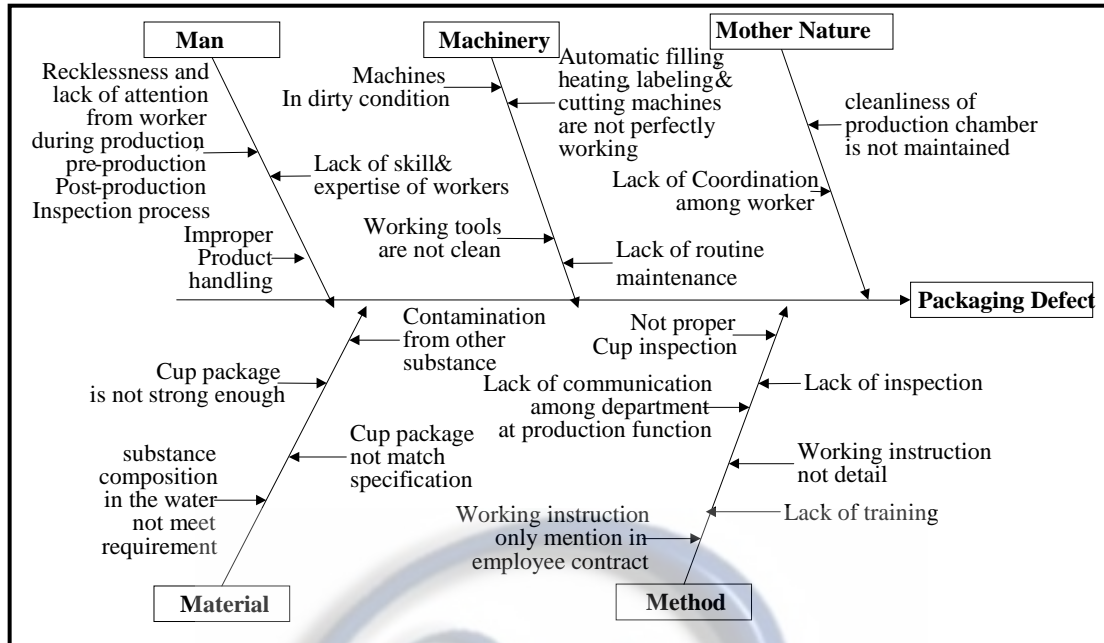 Man
Machinery
Mother Nature
Recklessness and
lack of attention
from worker
during production,
pre-production
Post-production
Inspection process
Lack of skill&
expertise of workers
Improper
Product
handling
Machines
In dirty condition
Automatic filling,
heating, labeling&
cutting machines
are not perfectly
working
Working tools
are not clean
Lack of routine
maintenance
cleanliness of
production chamber
is not maintained
Lack of Coordination
among worker
Packaging Defect
Contamination
from other
substance
Cup package
is not strong enough
Cup package
not match
specification
substance
composition
in the water
not meet
requirement
Not proper
Cup inspection
Lack of inspection
Lack of communication
among department
at production function
Working instruction
not detail
Lack of training
Working instruction
only mention in
employee contract
Material
Method